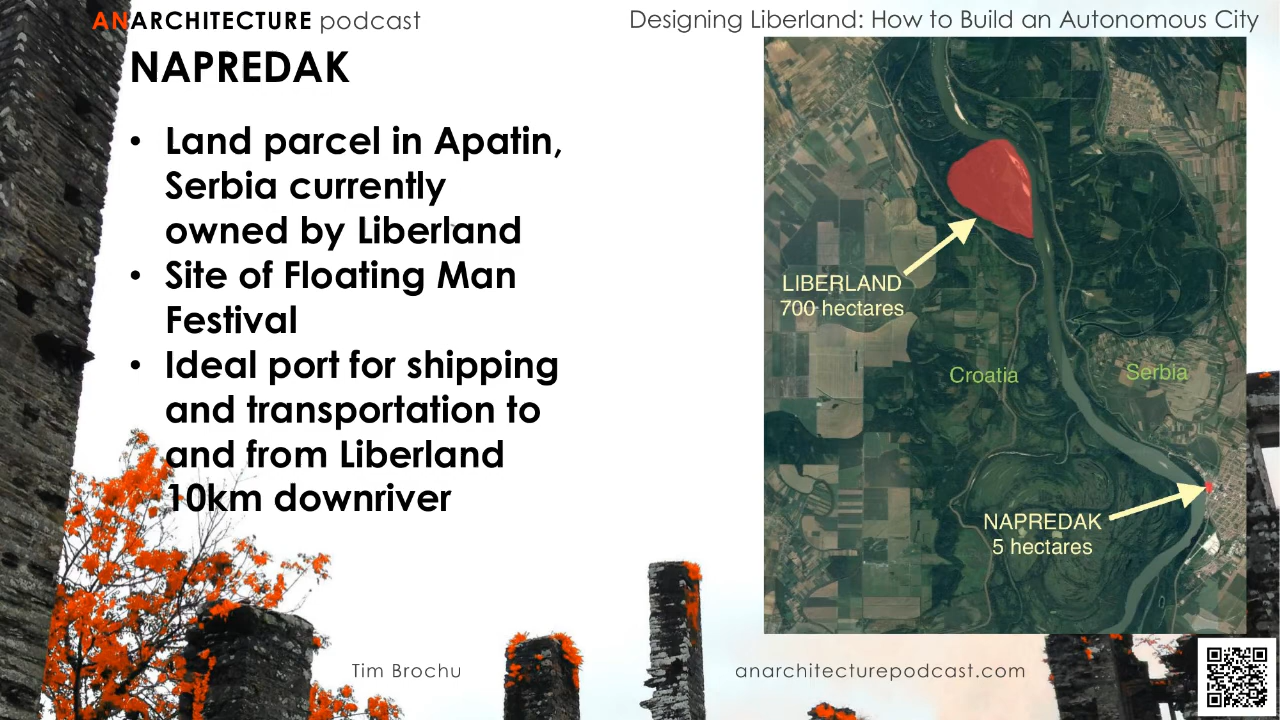 ANARCHITECTURE podcast
Designing Liberland: How to Build an Autonomous City
NAPREDAK
• Land parcel in Apatin,
Serbia currently
owned by Liberland
• Site of Floating Man
Festival
• Ideal port for shipping
and transportation to
and from Liberland
10km downriver
LIBERLAND
700 hectares
Croatia
Serbia
NAPREDAK
5 hectares
Tim Brochu
anarchitecturepodcast.com